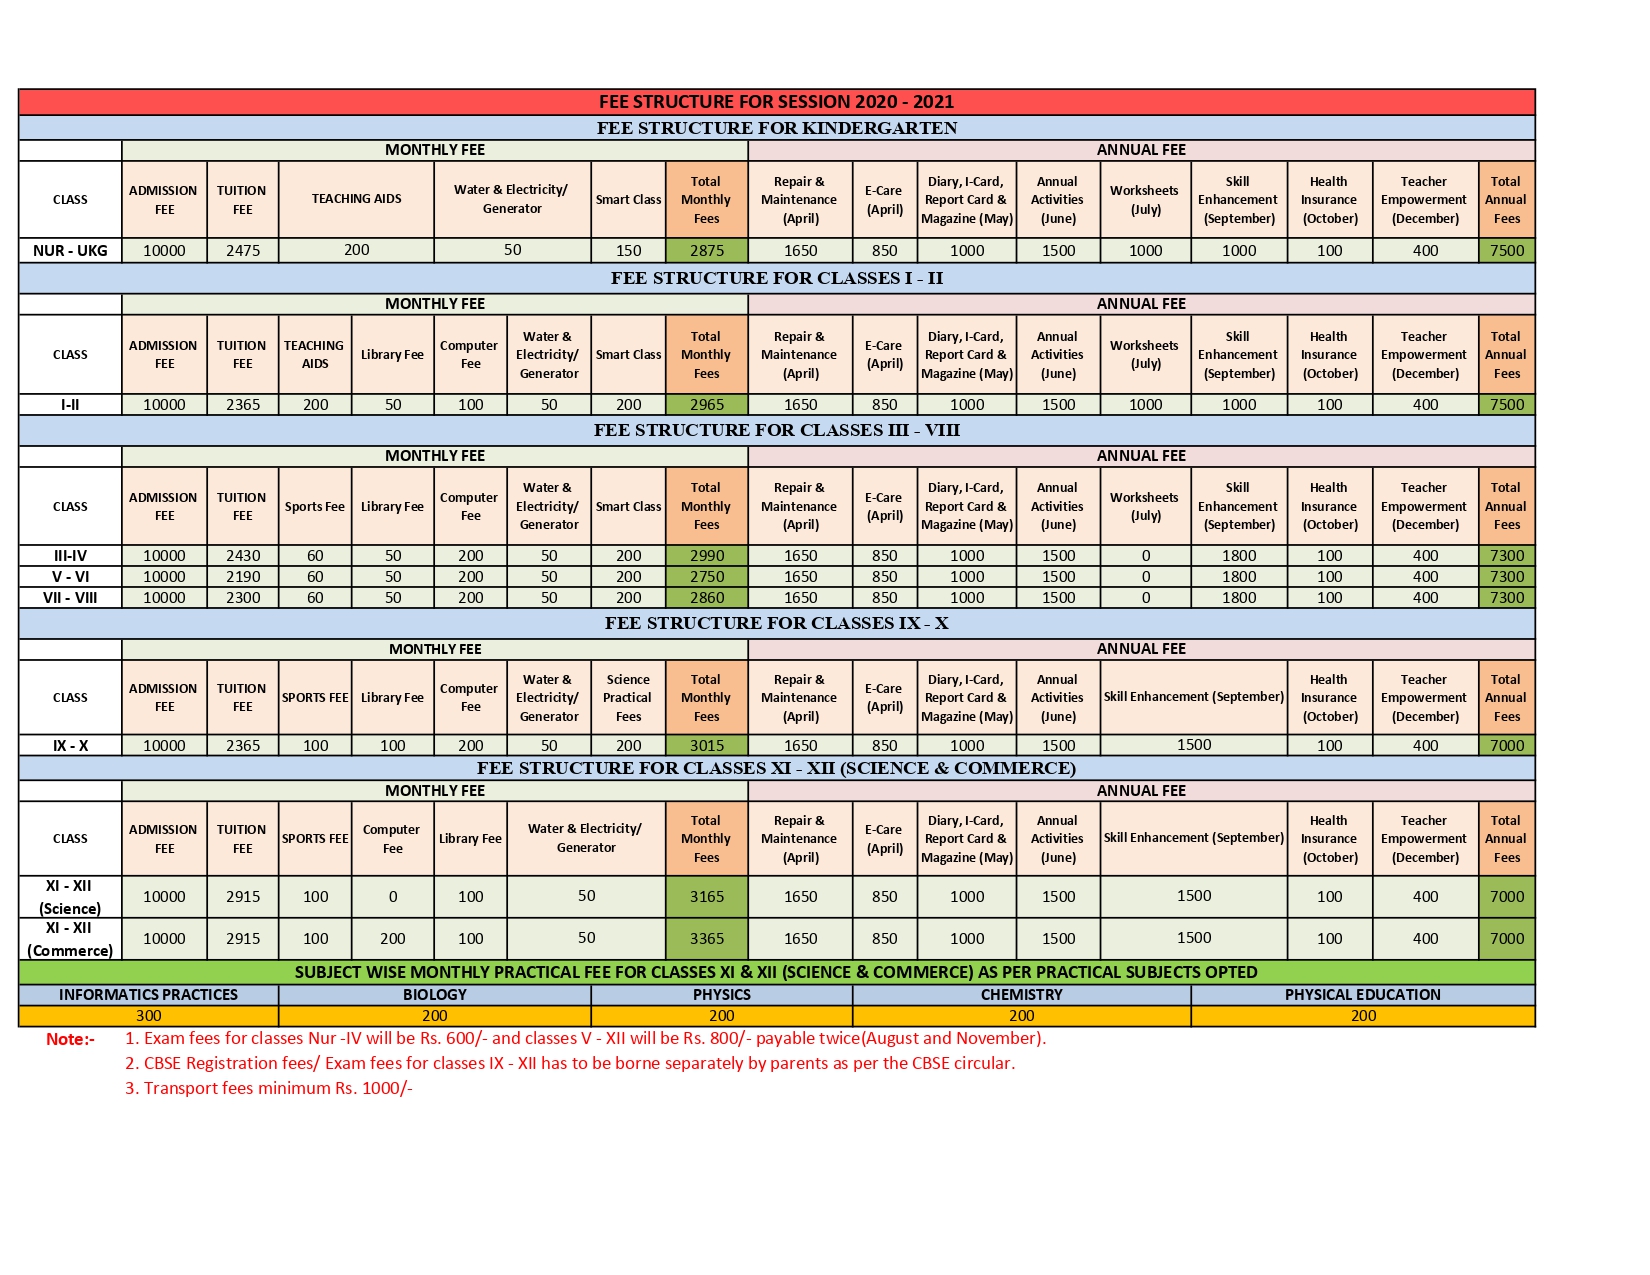 FEE STRUCTURE FOR SESSION 2020 - 2021
FEE STRUCTURE FOR KINDERGARTEN
MONTHLY FEE ANNUAL FEE
CLASS ADMISSION FEE TUITION FEE TEACHING AIDS Water & Electricity/ Generator Smart Class Total Monthly Fees Repair & Maintenance (April) E-Care (April) Diary, I-Card, Report Card & Magazine (May) Annual Activities (June) Worksheets (July) Skill Enhancement (September) Health Insurance (October) Teacher Empowerment (December) Total Annual Fees
NUR - UKG 10000 2475 200 50 150 2875 1650 850 1000 1500 1000 1000 100 400 7500
FEE STRUCTURE FOR CLASSES I - II
MONTHLY FEE ANNUAL FEE
CLASS ADMISSION FEE TUITION FEE TEACHING AIDS Library Fee Computer Fee Water & Electricity/ Generator Smart Class Total Monthly Fees Repair & Maintenance (April) E-Care (April) Diary, I-Card, Report Card & Magazine (May) Annual Activities (June) Worksheets (July) Skill Enhancement (September) Health Insurance (October) Teacher Empowerment (December) Total Annual Fees
I-II 10000 2365 200 50 100 50 200 2965 1650 850 1000 1500 1000 1000 100 400 7500
FEE STRUCTURE FOR CLASSES III - VIII
MONTHLY FEE ANNUAL FEE
CLASS ADMISSION FEE TUITION FEE Sports Fee Library Fee Computer Fee Water & Electricity/ Generator Smart Class Total Monthly Fees Repair & Maintenance (April) E-Care (April) Diary, I-Card, Report Card & Magazine (May) Annual Activities (June) Worksheets (July) Skill Enhancement (September) Health Insurance (October) Teacher Empowerment (December) Total Annual Fees
III-IV 10000 2430 60 50 200 50 200 2990 1650 850 1000 1500 0 1800 100 400 7300
V - VI 10000 2190 60 50 200 50 200 2750 1650 850 1000 1500 0 1800 100 400 7300
VII - VIII 10000 2300 60 50 200 50 200 2860 1650 850 1000 1500 0 1800 100 400 7300
FEE STRUCTURE FOR CLASSES IX - X
MONTHLY FEE ANNUAL FEE
CLASS ADMISSION FEE TUITION FEE SPORTS FEE Library Fee Computer Fee Water & Electricity/ Generator Science Practical Fees Total Monthly Fees Repair & Maintenance (April) E-Care (April) Diary, I-Card, Report Card & Magazine (May) Annual Activities (June) Skill Enhancement (September) Health Insurance (October) Teacher Empowerment (December) Total Annual Fees
IX - X 10000 2365 100 100 200 50 200 3015 1650 850 1000 1500 1500 100 400 7000
FEE STRUCTURE FOR CLASSES XI - XII (SCIENCE & COMMERCE)
MONTHLY FEE ANNUAL FEE
CLASS ADMISSION FEE TUITION FEE SPORTS FEE Computer Fee Library Fee Water & Electricity/ Generator Total Monthly Fees Repair & Maintenance (April) E-Care (April) Diary, I-Card, Report Card & Magazine (May) Annual Activities (June) Skill Enhancement (September) Health Insurance (October) Teacher Empowerment (December) Total Annual Fees
XI - XII (Science) 10000 2915 100 0 100 50 3165 1650 850 1000 1500 1500 100 400 7000
XI - XII (Commerce) 10000 2915 100 200 100 50 3365 1650 850 1000 1500 1500 100 400 7000
SUBJECT WISE MONTHLY PRACTICAL FEE FOR CLASSES XI & XII (SCIENCE & COMMERCE) AS PER PRACTICAL SUBJECTS OPTED
INFORMATICS PRACTICES BIOLOGY PHYSICS CHEMISTRY PHYSICAL EDUCATION
300 200 200 200 200
Note:- 1. Exam fees for classes Nur -IV will be Rs. 600/- and classes V - XII will be Rs. 800/- payable twice(August and November).
2. CBSE Registration fees/ Exam fees for classes IX - XII has to be borne separately by parents as per the CBSE circular.
3. Transport fees minimum Rs. 1000/-